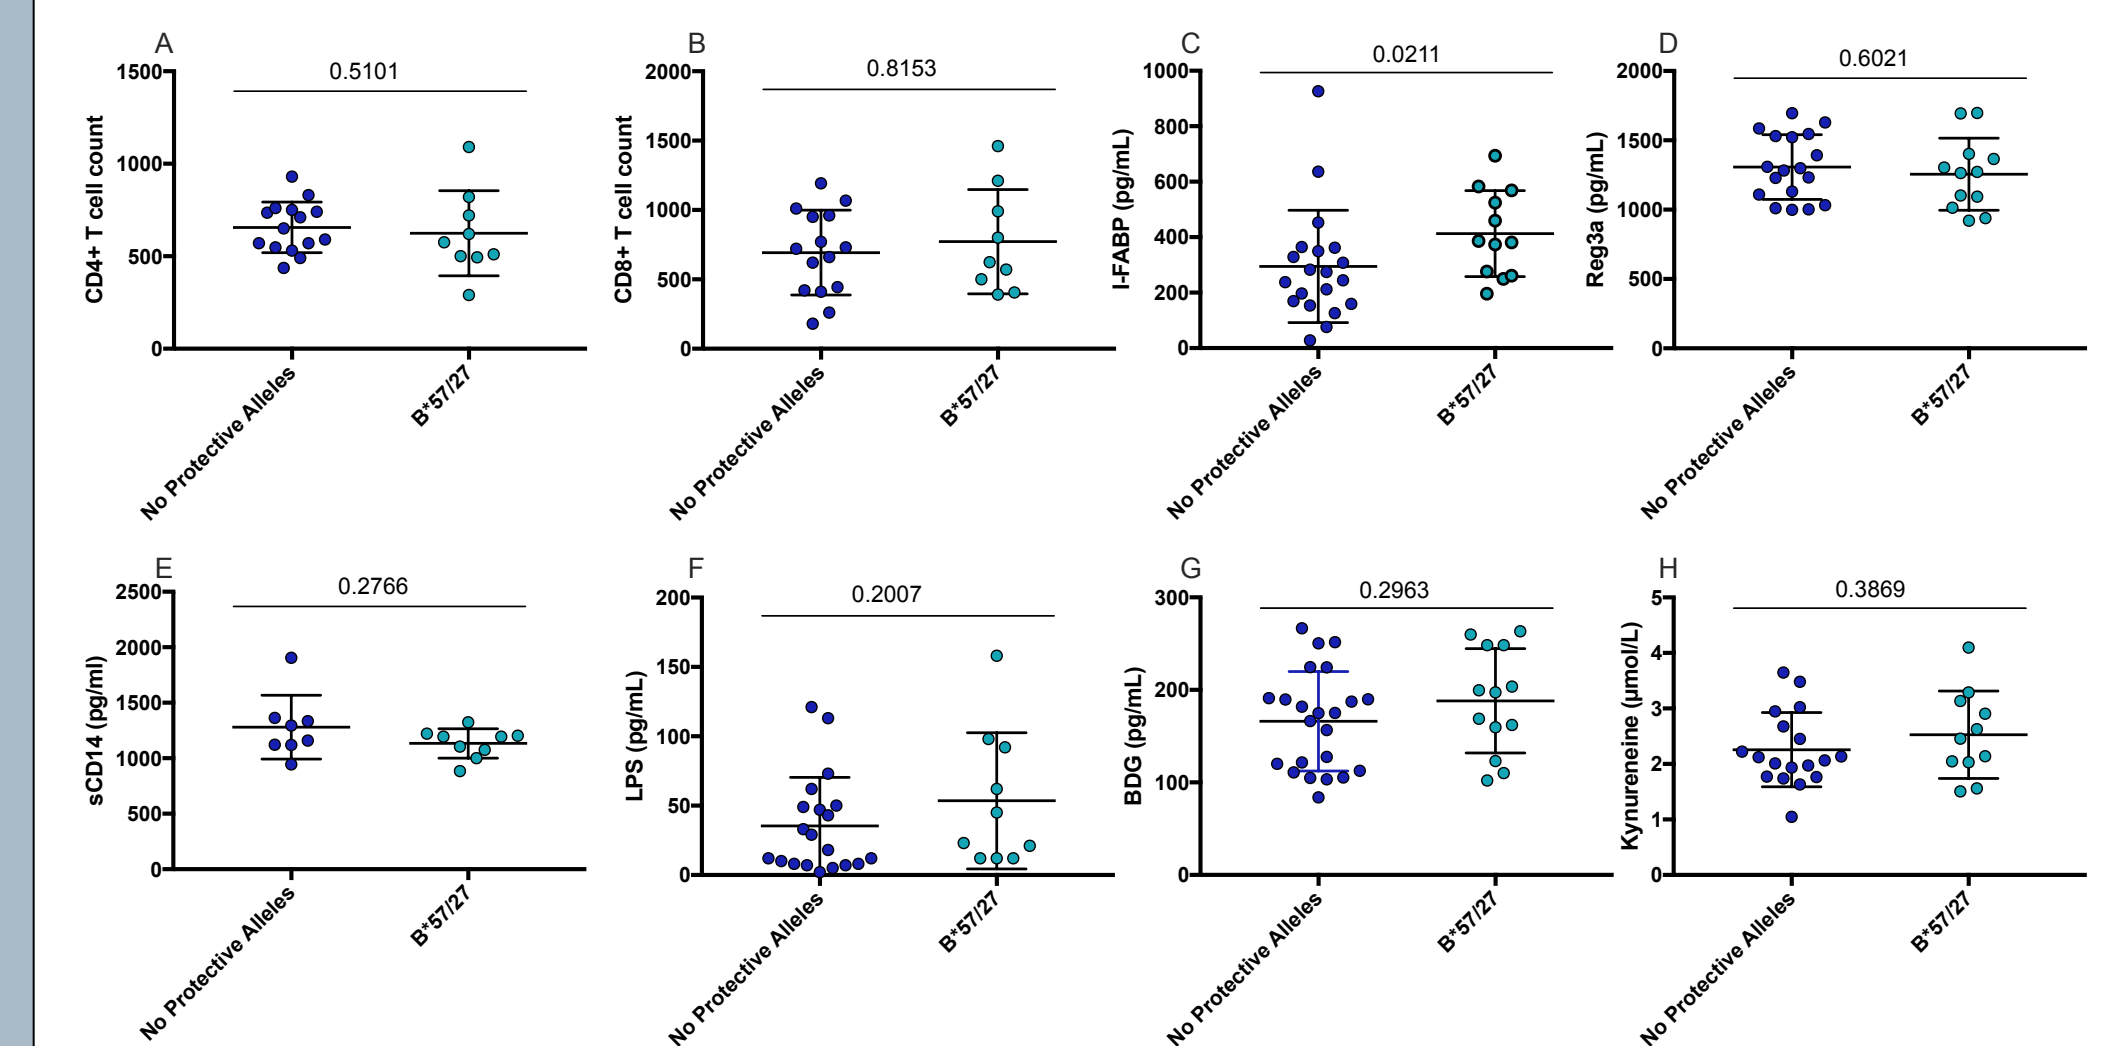 A
0.5101
CD4+ T cell count
1500
1000
500
0
No Protective Alleles
B*57/27
B
0.8153
CD8+ T cell count
2000
1500
1000
500
0
No Protective Alleles
B*57/27
C
0.0211
I-FABP (pg/mL)
1000
800
600
400
200
0
No Protective Alleles
B*57/27
D
0.6021
Reg3a (pg/mL)
2000
1500
1000
500
0
No Protective Alleles
B*57/27
E
0.2766
sCD14 (pg/ml)
2500
2000
1500
1000
500
0
No Protective Alleles
B*57/27
F
0.2007
LPS (pg/mL)
200
150
100
50
0
No Protective Alleles
B*57/27
G
0.2963
BDG (pg/mL)
300
200
100
0
No Protective Alleles
B*57/27
H
0.3869
Kynureneine (μmol/L)
5
4
3
2
1
0
No Protective Alleles
B*57/27